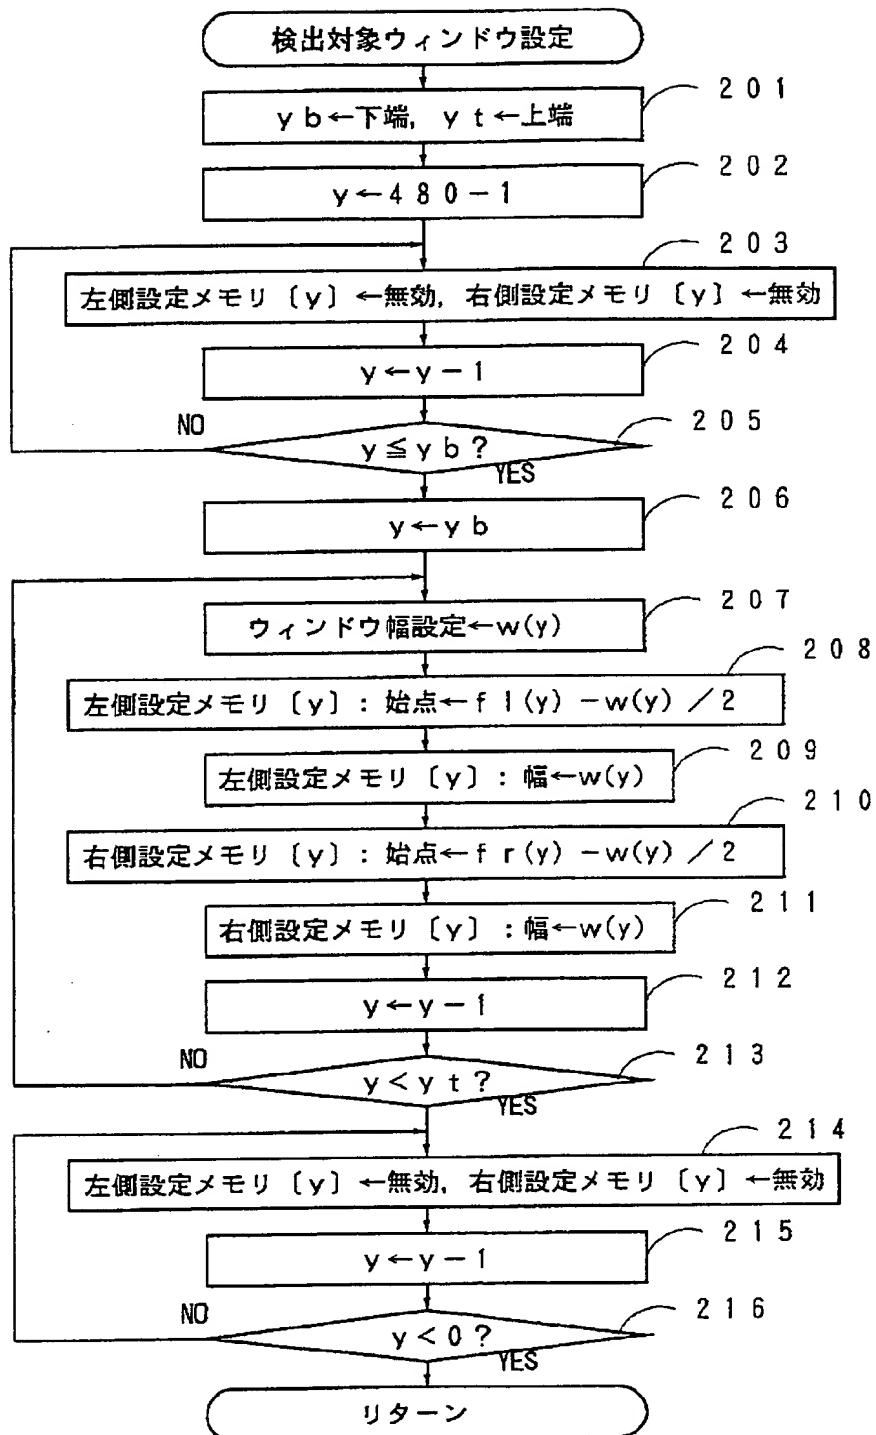 検出対象ウィンドウ設定
201
yb←下端, yt←上端
202
y←480-1
203
左側設定メモリ〔y〕←無効, 右側設定メモリ〔y〕←無効
204
y←y-1
205
NO
y≦yb?
YES
206
y←yb
207
ウィンドウ幅設定←w(y)
208
左側設定メモリ〔y〕:始点←fl(y)-w(y)/2
209
左側設定メモリ〔y〕:幅←w(y)
210
右側設定メモリ〔y〕:始点←fr(y)-w(y)/2
211
右側設定メモリ〔y〕:幅←w(y)
212
y←y-1
213
NO
y<yt?
YES
214
左側設定メモリ〔y〕←無効, 右側設定メモリ〔y〕←無効
215
y←y-1
216
NO
y<0?
YES
リターン